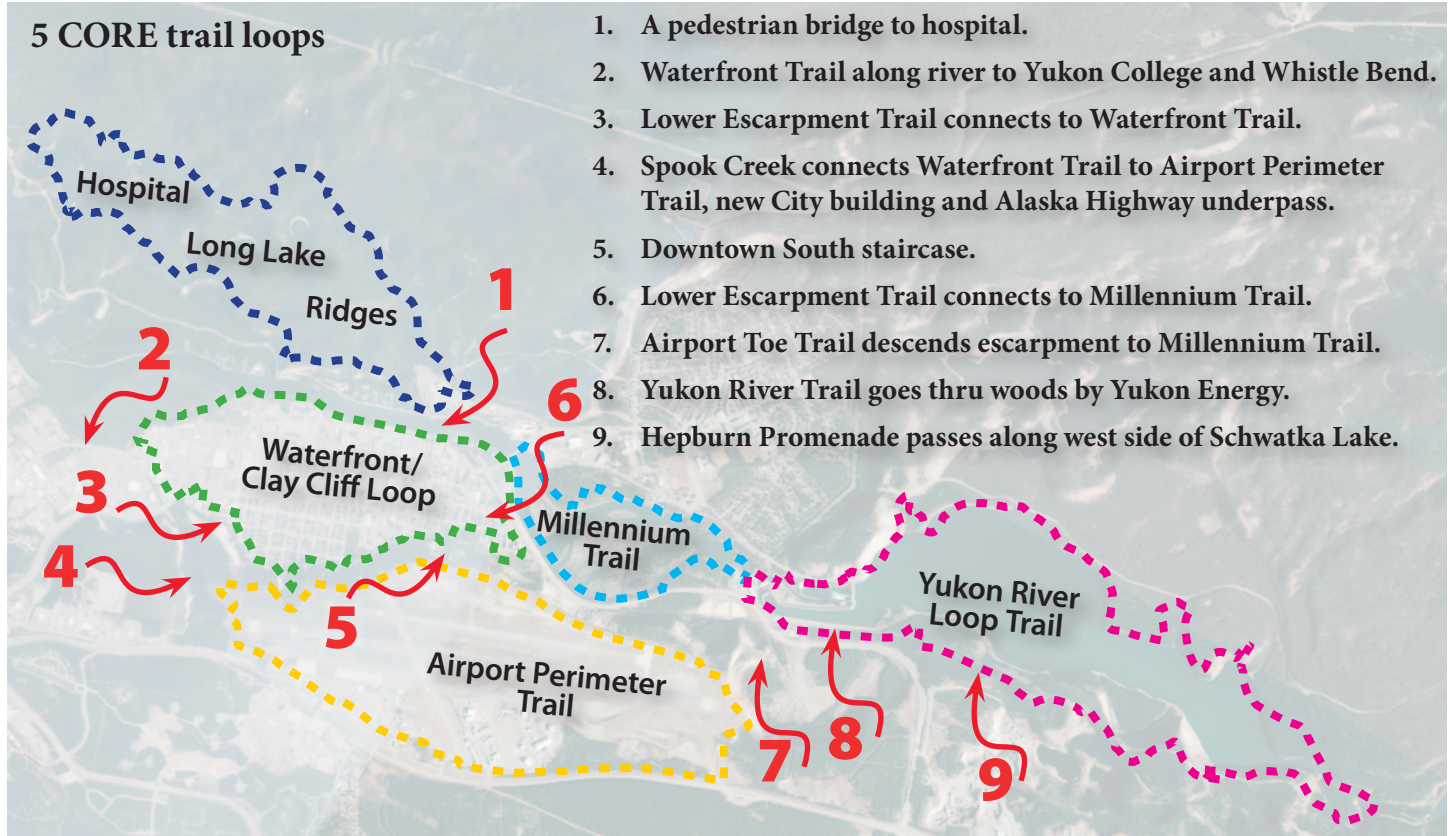 5 CORE trail loops
1. A pedestrian bridge to hospital.
2. Waterfront Trail along river to Yukon College and Whistle Bend.
3. Lower Escarpment Trail connects to Waterfront Trail.
4. Spook Creek connects Waterfront Trail to Airport Perimeter
Trail, new City building and Alaska Highway underpass.
5. Downtown South staircase.
6. Lower Escarpment Trail connects to Millennium Trail.
7. Airport Toe Trail descends escarpment to Millennium Trail.
8. Yukon River Trail goes thru woods by Yukon Energy.
9. Hepburn Promenade passes along west side of Schwatka Lake.
Hospital
Long Lake
Ridges
1
2
6
Waterfront/
Clay Cliff Loop
3
Millennium
Trail
4
5
Yukon River
Loop Trail
Airport Perimeter
Trail
7
8
9